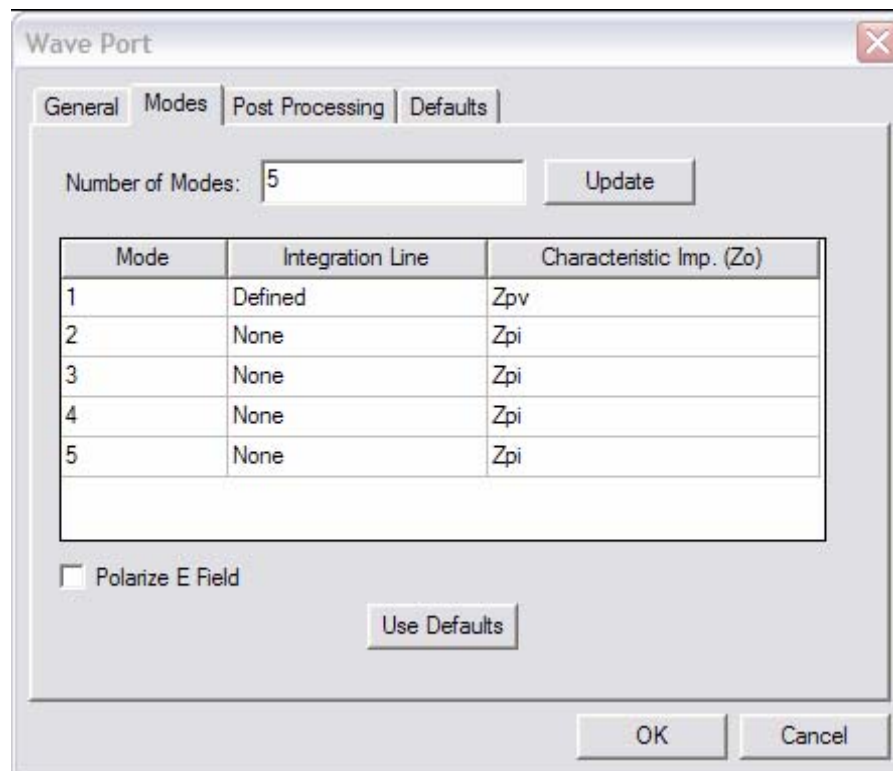 Wave Port
General Modes Post Processing Defaults
Number of Modes: 5 Update
Mode Integration Line Characteristic Imp. (Zo)
1 Defined Zpv
2 None Zpi
3 None Zpi
4 None Zpi
5 None Zpi
Polarize E Field
Use Defaults
OK Cancel